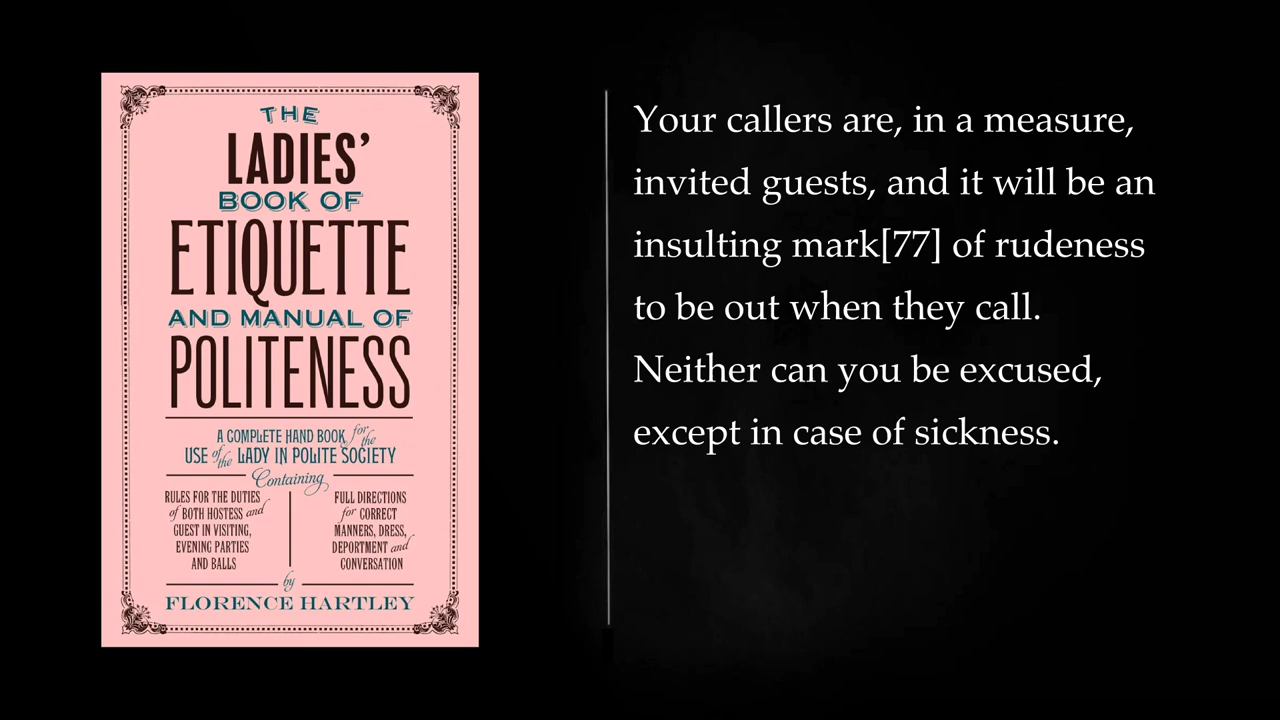 THE
LADIES'
BOOK OF
ETIQUETTE
AND MANUAL OF
POLITENESS
A COMPLETE HAND BOOK for the
USE of the LADY IN POLITE SOCIETY
Containing
RULES FOR THE DUTIES
of BOTH HOSTESS and
GUEST IN VISITING,
EVENING PARTIES
AND BALLS
FULL DIRECTIONS
for CORRECT
MANNERS, DRESS,
DEPORTMENT and
CONVERSATION
by
FLORENCE HARTLEY
Your callers are, in a measure,
invited guests, and it will be an
insulting mark[77] of rudeness
to be out when they call.
Neither can you be excused,
except in case of sickness.